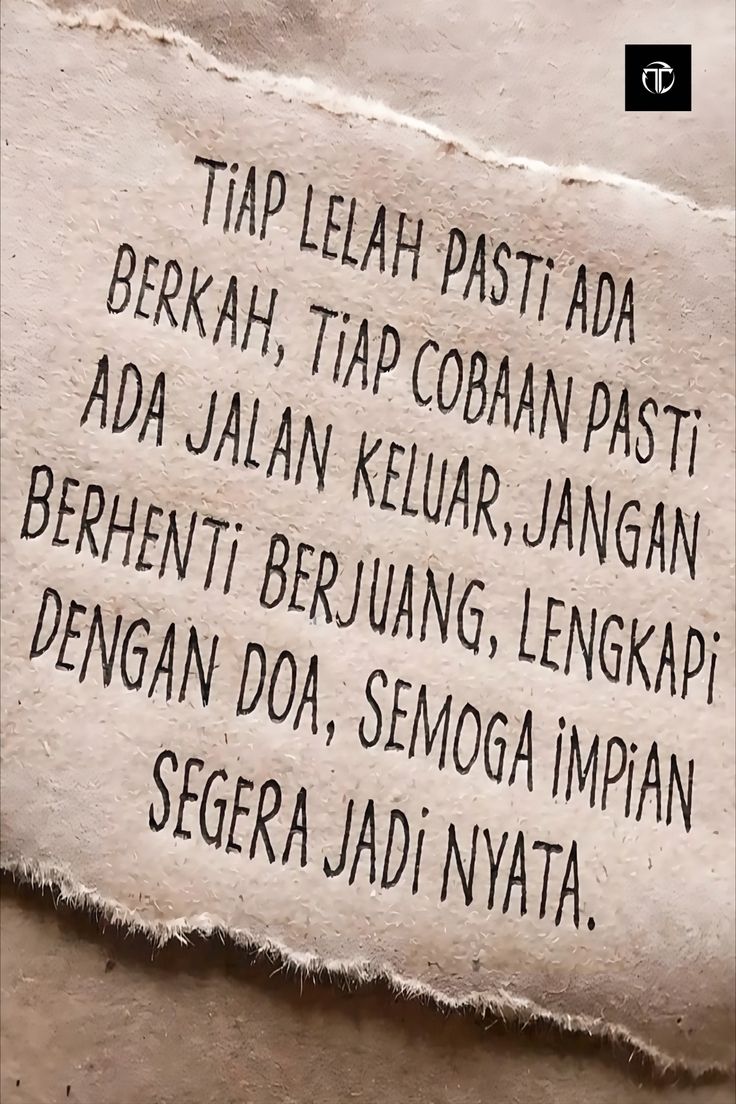 TiAP LELAH PASTi ADA
BERKAH, TiAP COBAAN PASTi
ADA JALAN KELUAR, JANGAN
BERHENTi BERJUANG, LENGKAPi
DENGAN DOA, SEMOGA iMPiAN
SEGERA JADi NYATA.